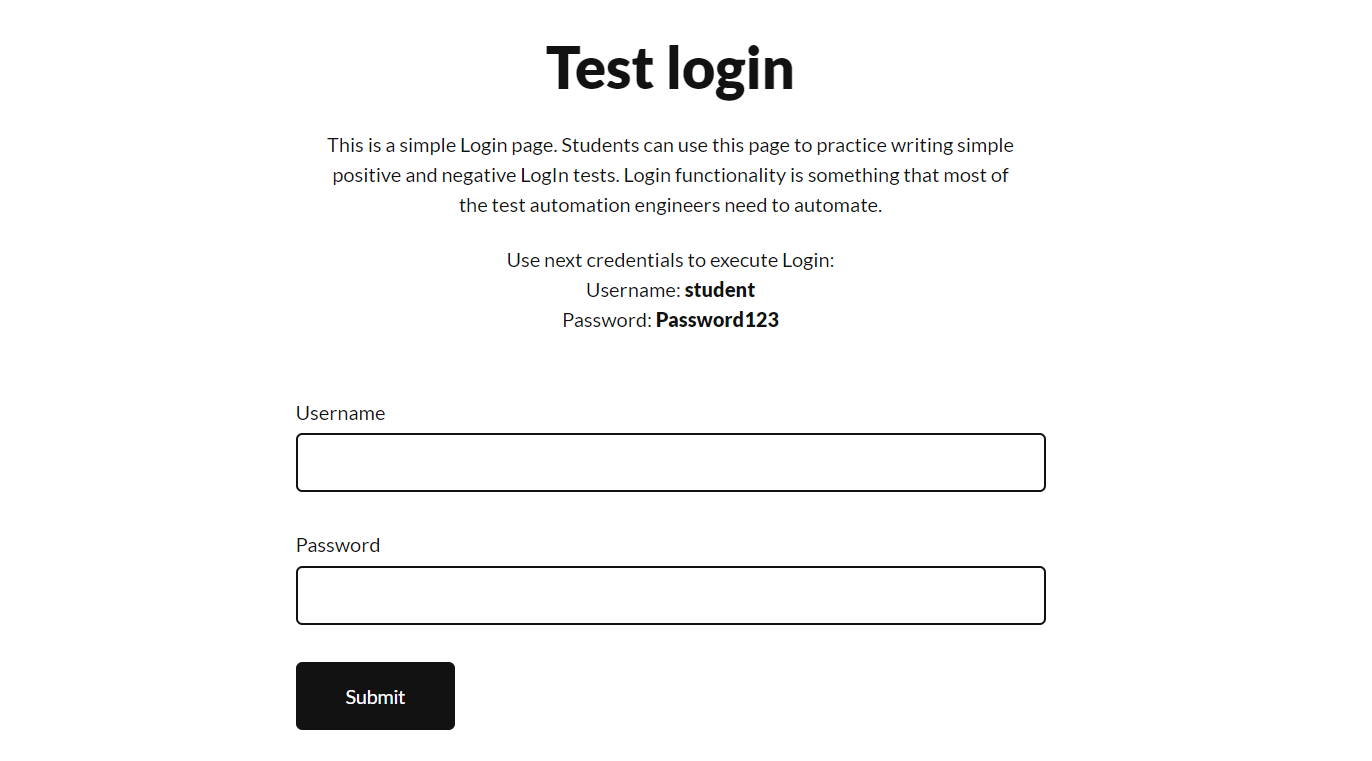 Test login
This is a simple Login page. Students can use this page to practice writing simple
positive and negative LogIn tests. Login functionality is something that most of
the test automation engineers need to automate.
Use next credentials to execute Login:
Username: student
Password: Password123
Username
Password
Submit